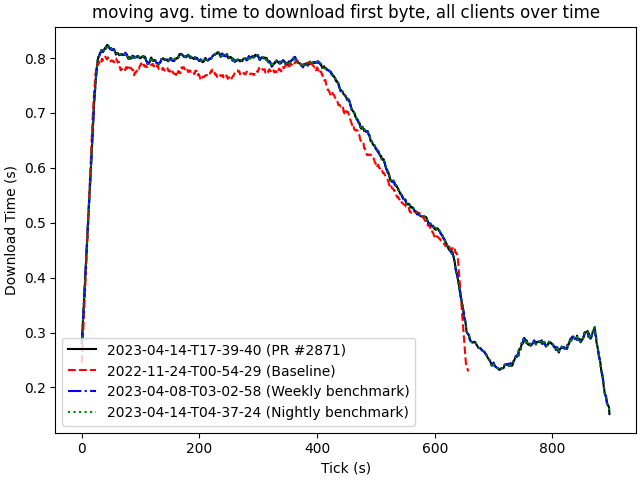 moving avg. time to download first byte, all clients over time
Download Time (s)
0.8
0.7
0.6
0.5
0.4
0.3
0.2
2023-04-14-T17-39-40 (PR #2871)
2022-11-24-T00-54-29 (Baseline)
2023-04-08-T03-02-58 (Weekly benchmark)
2023-04-14-T04-37-24 (Nightly benchmark)
0 200 400 600 800
Tick (s)